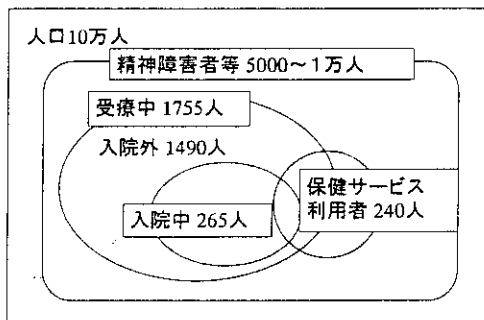 人口10万人
精神障害者等 5000～1万人
受療中 1755人
入院外 1490人
保健サービス
利用者 240人
入院中 265人